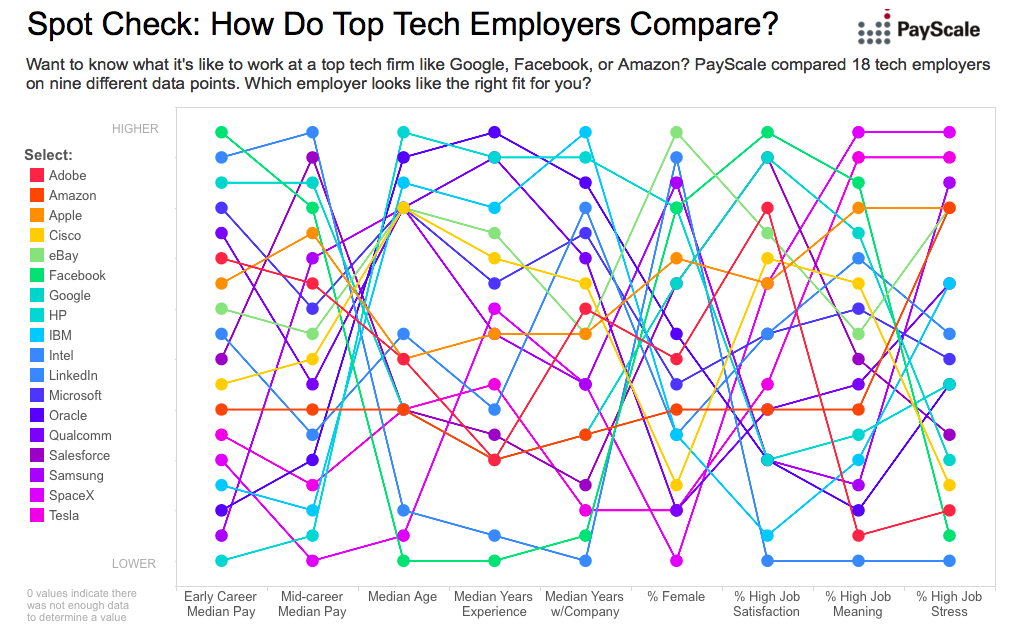 Spot Check: How Do Top Tech Employers Compare?
PayScale
Want to know what it's like to work at a top tech firm like Google, Facebook, or Amazon? PayScale compared 18 tech employers
on nine different data points. Which employer looks like the right fit for you?
HIGHER
Select:
Adobe
Amazon
Apple
Cisco
eBay
Facebook
Google
HP
IBM
Intel
LinkedIn
Microsoft
Oracle
Qualcomm
Salesforce
Samsung
SpaceX
Tesla
LOWER
0 values indicate there
was not enough data
to determine a value
Early Career
Median Pay
Mid-career
Median Pay
Median Age
Median Years
Experience
Median Years
w/Company
% Female
% High Job
Satisfaction
% High Job
Meaning
% High Job
Stress